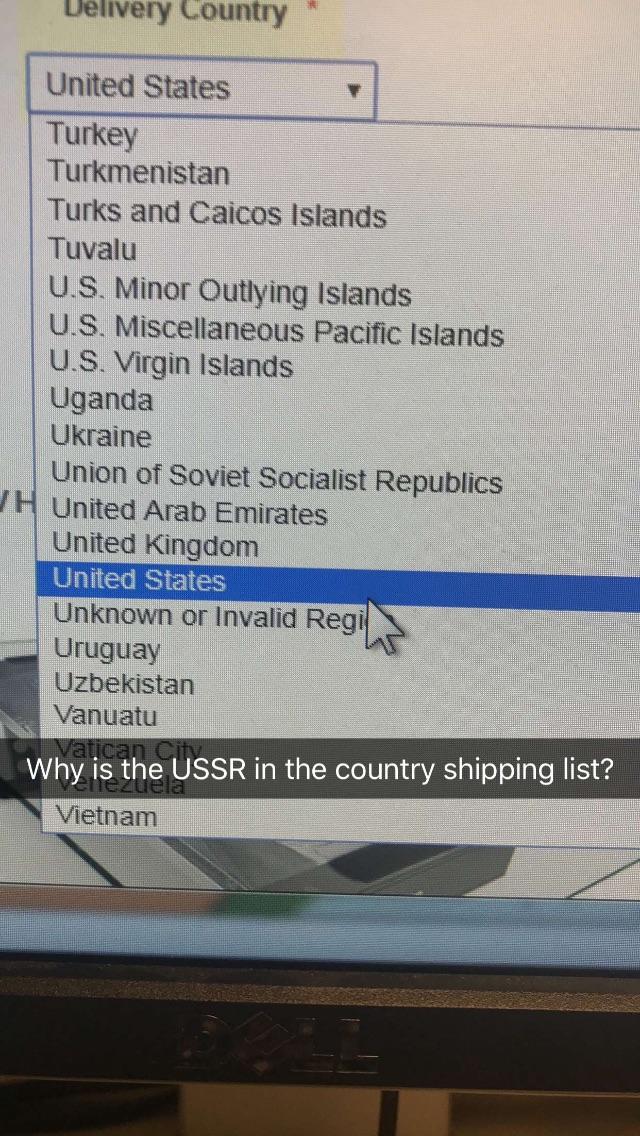 Delivery Country *
United States ▼
Turkey
Turkmenistan
Turks and Caicos Islands
Tuvalu
U.S. Minor Outlying Islands
U.S. Miscellaneous Pacific Islands
U.S. Virgin Islands
Uganda
Ukraine
Union of Soviet Socialist Republics
WH
United Arab Emirates
United Kingdom
United States
Unknown or Invalid Regi
Uruguay
Uzbekistan
Vanuatu
Vatican City
Why is the USSR in the country shipping list?
Venezuela
Vietnam
DELL